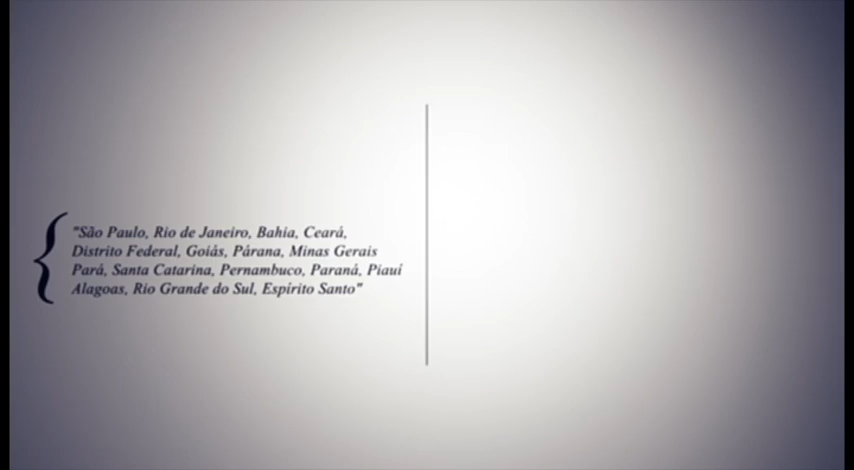 "São Paulo, Rio de Janeiro, Bahia, Ceará,
Distrito Federal, Goiás, Párana, Minas Gerais
Pará, Santa Catarina, Pernambuco, Paraná, Piauí
Alagoas, Rio Grande do Sul, Espírito Santo"